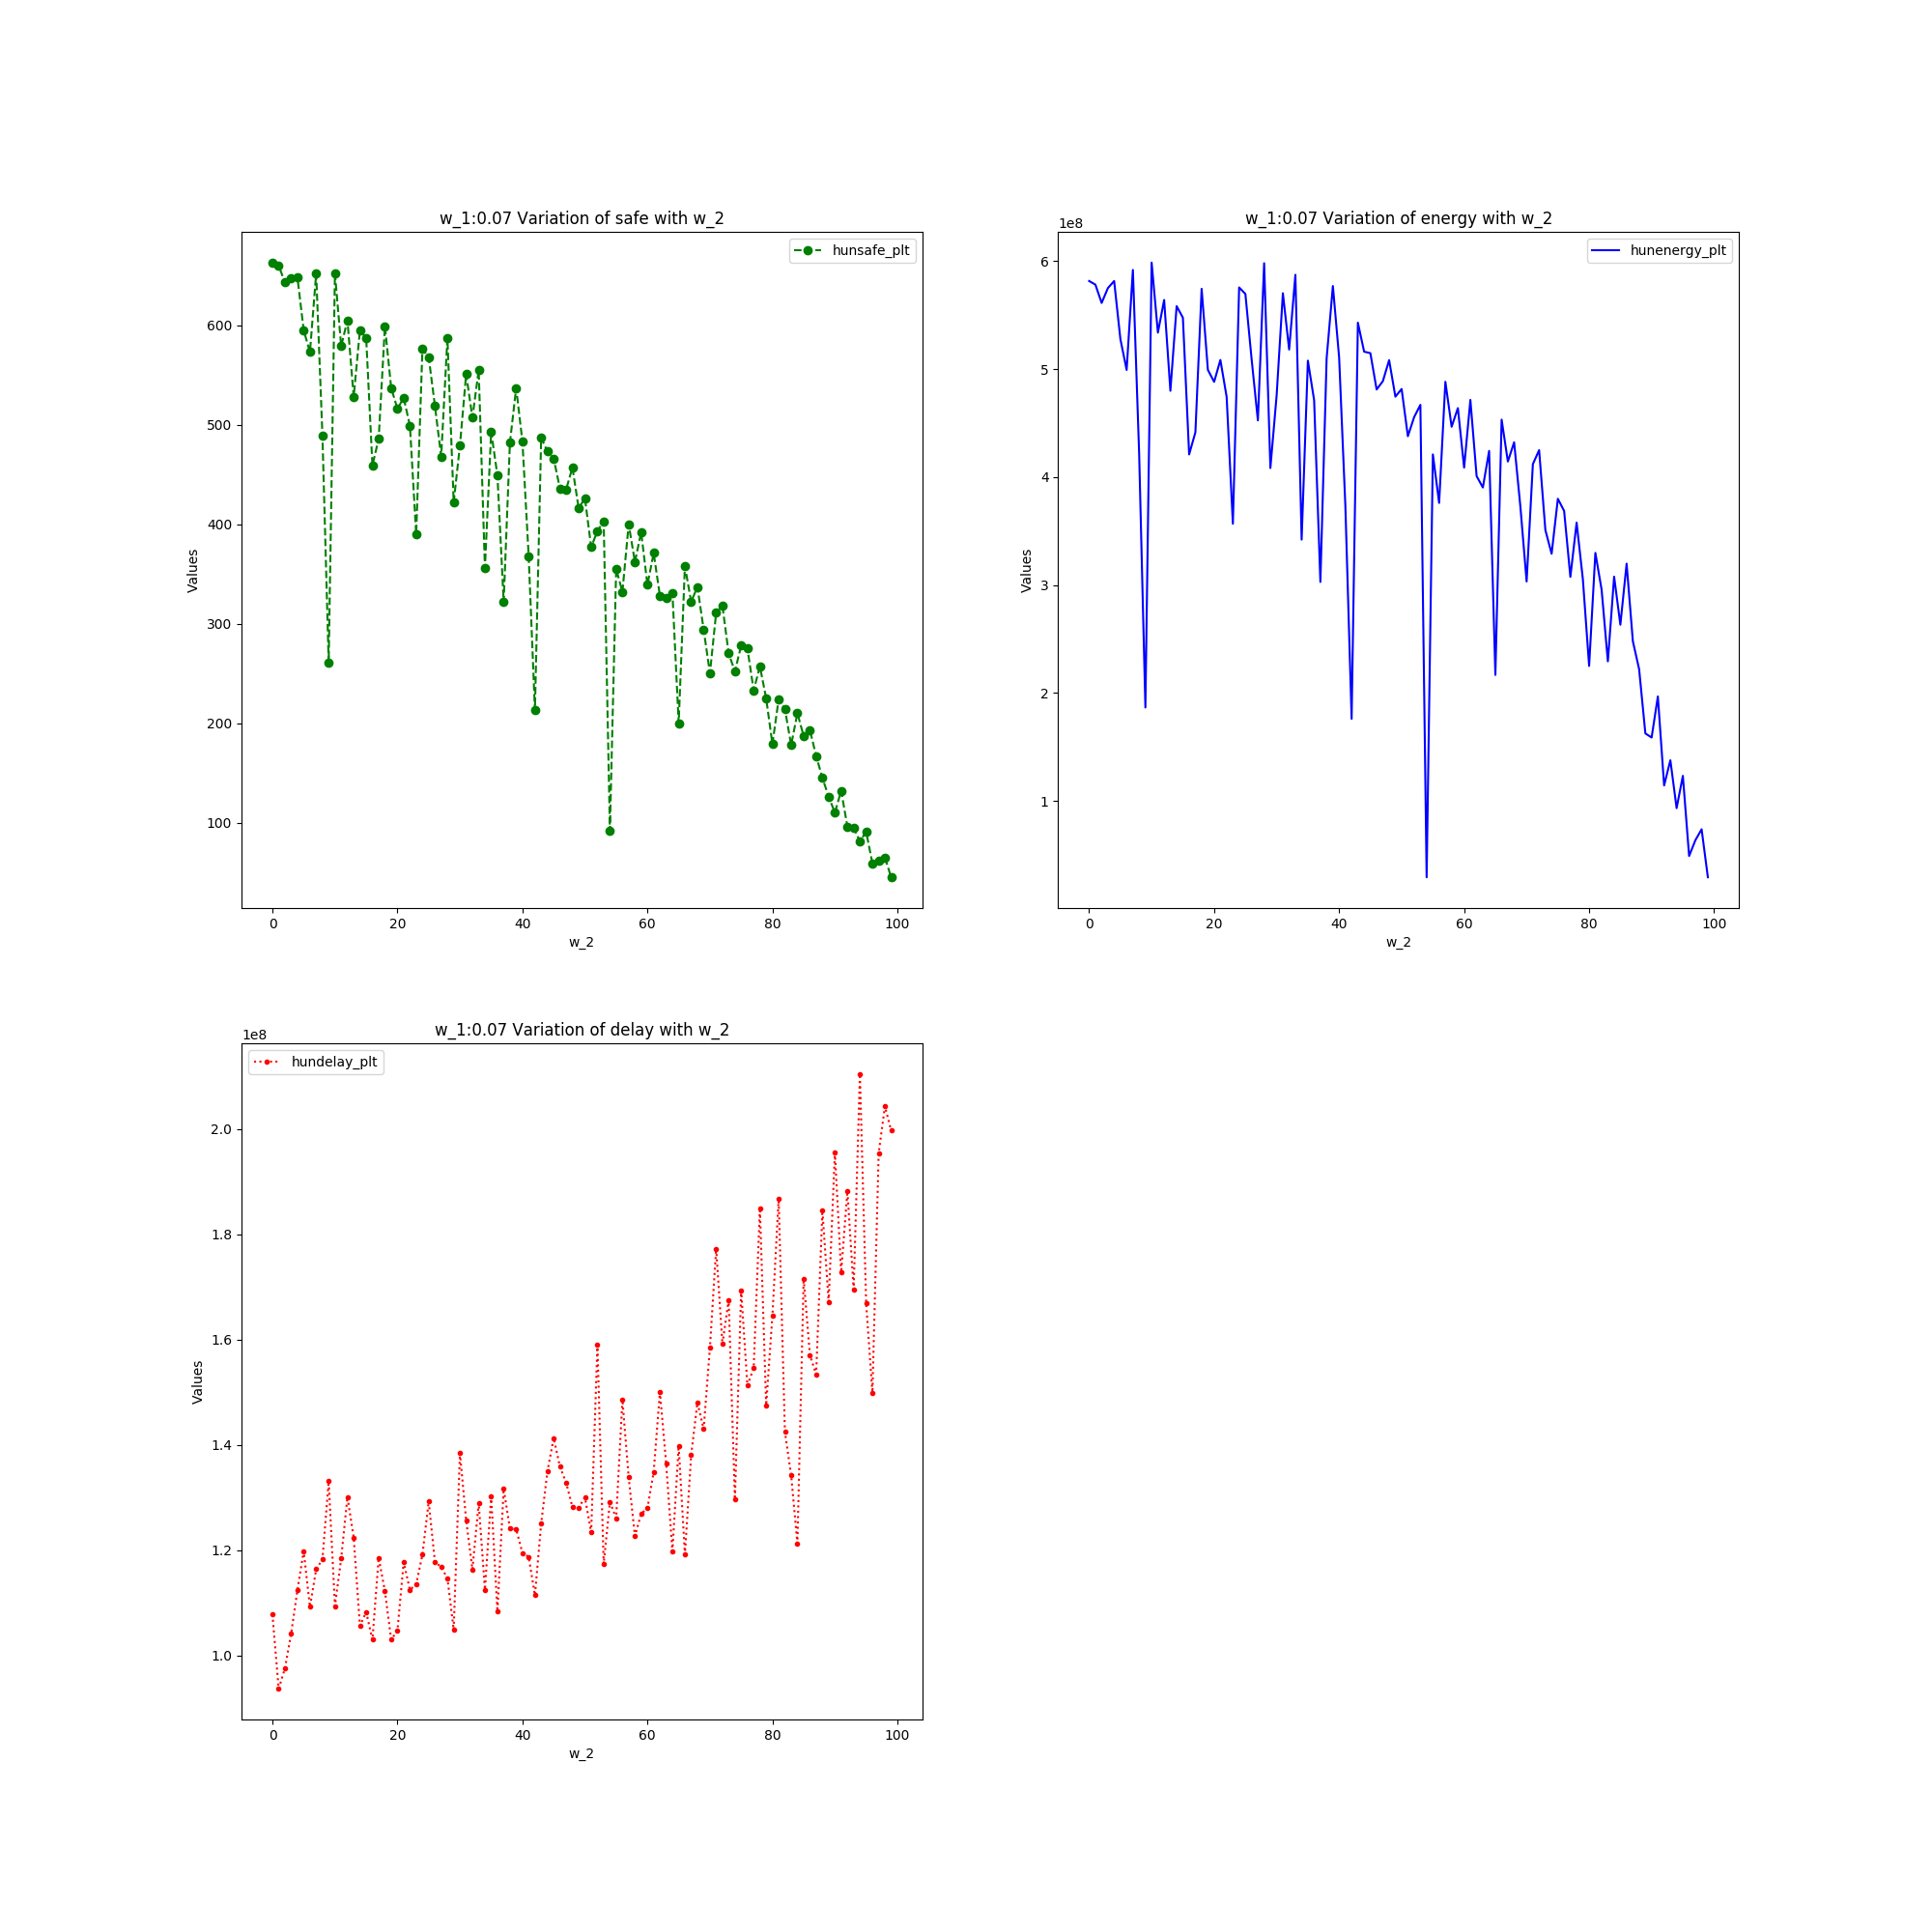 w_1:0.07 Variation of safe with w_2
hunsafe_plt
600
500
400
300
200
100
Values
0 20 40 60 80 100
w_2
w_1:0.07 Variation of energy with w_2
1e8
hunenergy_plt
6
5
4
3
2
1
Values
0 20 40 60 80 100
w_2
w_1:0.07 Variation of delay with w_2
1e8
hundelay_plt
2.0
1.8
1.6
1.4
1.2
1.0
Values
0 20 40 60 80 100
w_2